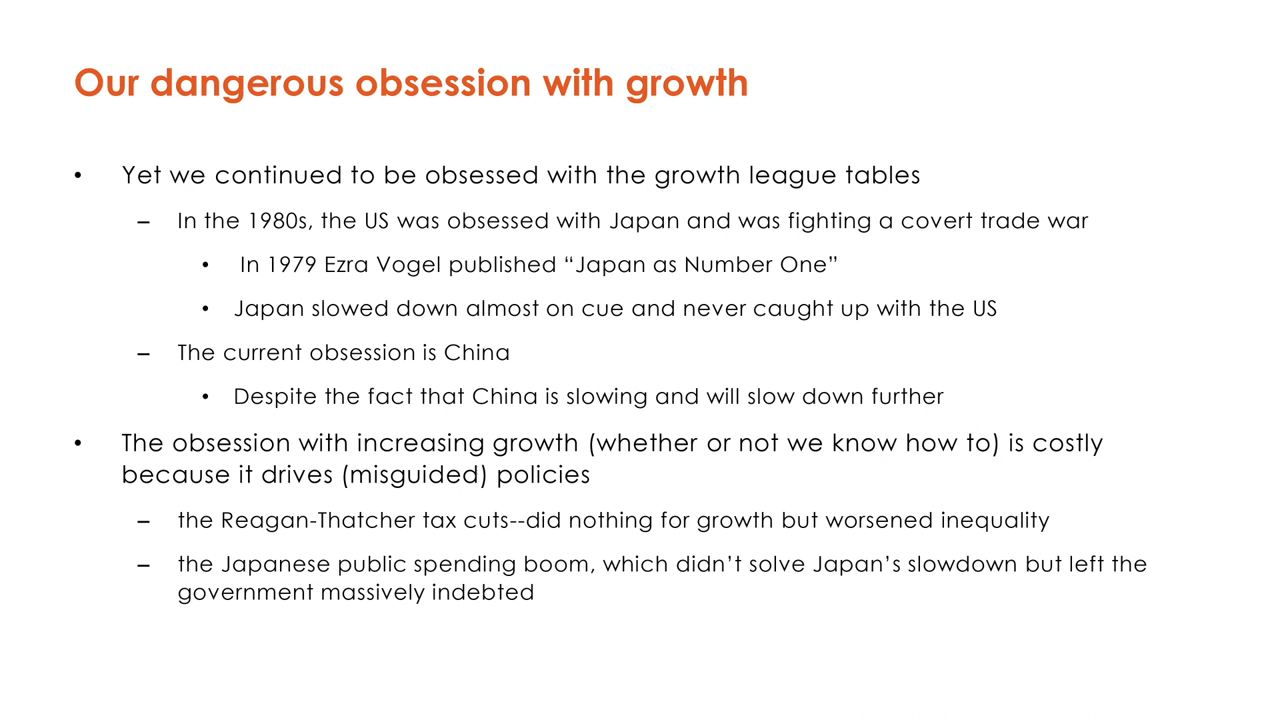 Our dangerous obsession with growth
• Yet we continued to be obsessed with the growth league tables
– In the 1980s, the US was obsessed with Japan and was fighting a covert trade war
• In 1979 Ezra Vogel published “Japan as Number One”
• Japan slowed down almost on cue and never caught up with the US
– The current obsession is China
• Despite the fact that China is slowing and will slow down further
• The obsession with increasing growth (whether or not we know how to) is costly
because it drives (misguided) policies
– the Reagan-Thatcher tax cuts--did nothing for growth but worsened inequality
– the Japanese public spending boom, which didn’t solve Japan’s slowdown but left the
government massively indebted